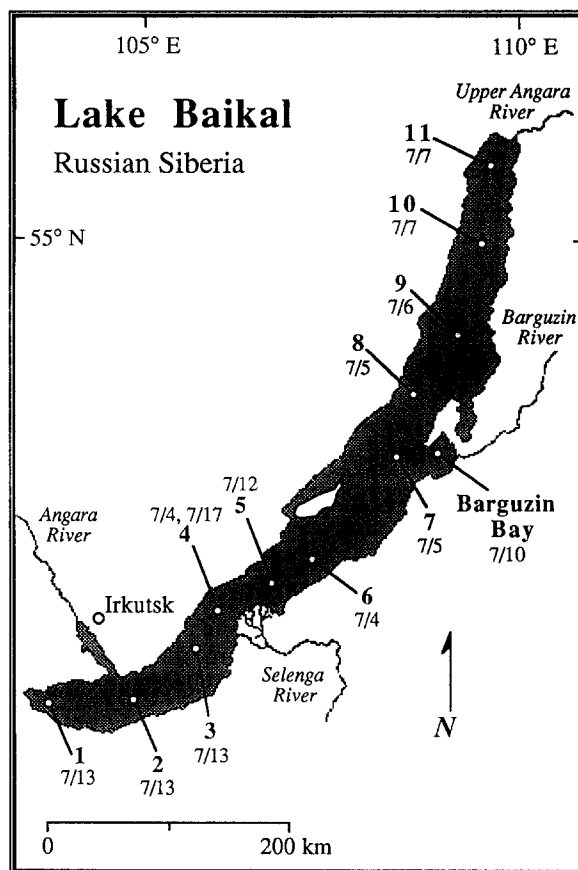 105° E
110° E
Lake Baikal
Russian Siberia
Upper Angara
River
11
7/7
10
7/7
55° N
9
7/6
Barguzin
River
8
7/5
7/12
5
7/4, 7/17
4
Angara
River
Irkutsk
7
7/5
Barguzin
Bay
7/10
6
7/4
Selenga
River
N
3
7/13
2
7/13
1
7/13
0
200 km